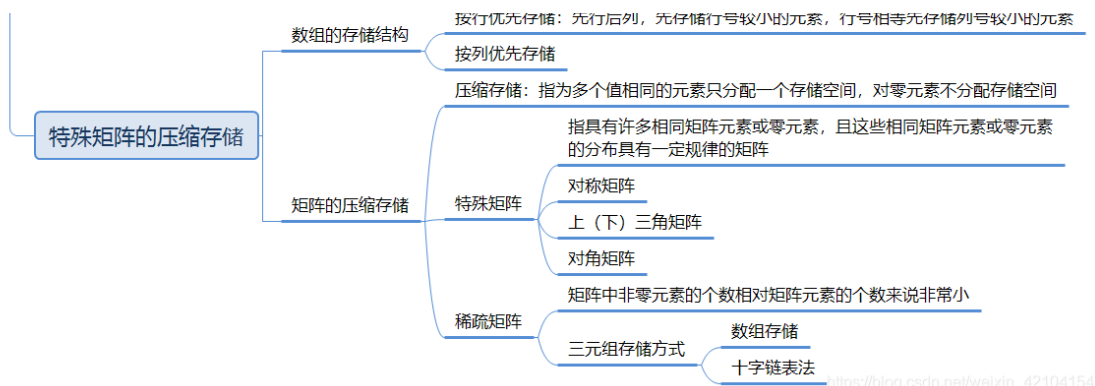 按行优先存储：先行后列，先存储行号较小的元素，行号相等先存储列号较小的元素
数组的存储结构
按列优先存储
压缩存储：指为多个值相同的元素只分配一个存储空间，对零元素不分配存储空间
特殊矩阵的压缩存储
指具有许多相同矩阵元素或零元素，且这些相同矩阵元素或零元素
的分布具有一定规律的矩阵
对称矩阵
矩阵的压缩存储
特殊矩阵
上（下）三角矩阵
对角矩阵
矩阵中非零元素的个数相对矩阵元素的个数来说非常小
稀疏矩阵
数组存储
三元组存储方式
十字链表法
https://blog.csdn.net/weixin_42104154